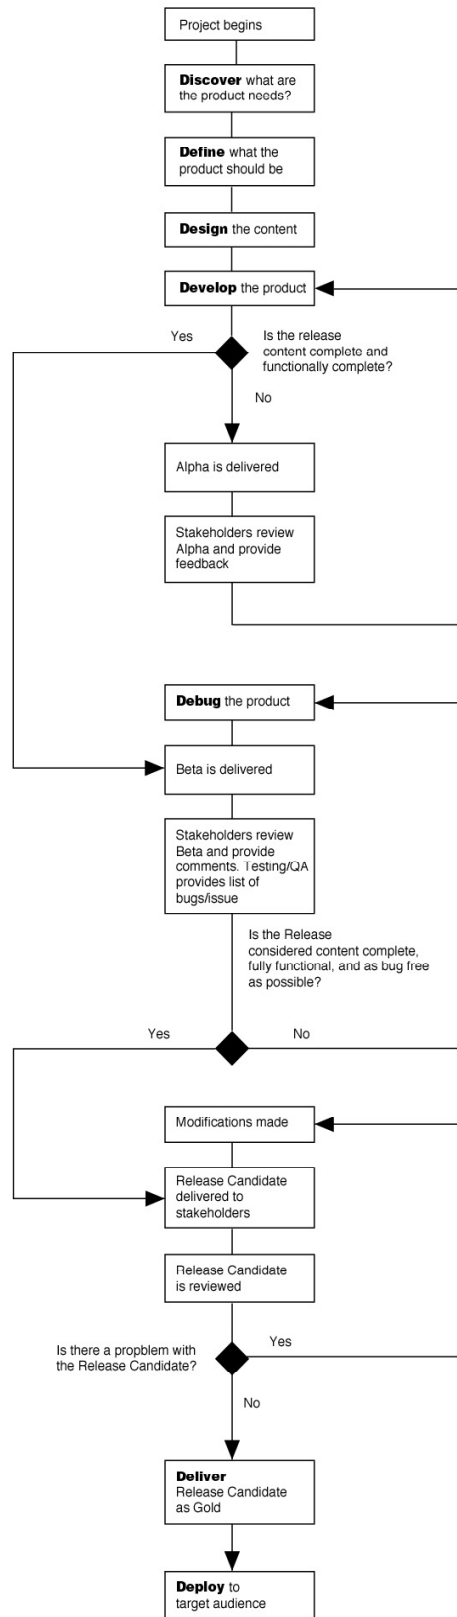 Project begins
Discover what are
the product needs?
Define what the
product should be
Design the content
Develop the product
Yes
Is the release
content complete and
functionally complete?
No
Alpha is delivered
Stakeholders review
Alpha and provide
feedback
Debug the product
Beta is delivered
Stakeholders review
Beta and provide
comments. Testing/QA
provides list of
bugs/issue
Is the Release
considered content complete,
fully functional, and as bug free
as possible?
Yes
No
Modifications made
Release Candidate
delivered to
stakeholders
Release Candidate
is reviewed
Is there a propblem with
the Release Candidate?
Yes
No
Deliver
Release Candidate
as Gold
Deploy to
target audience